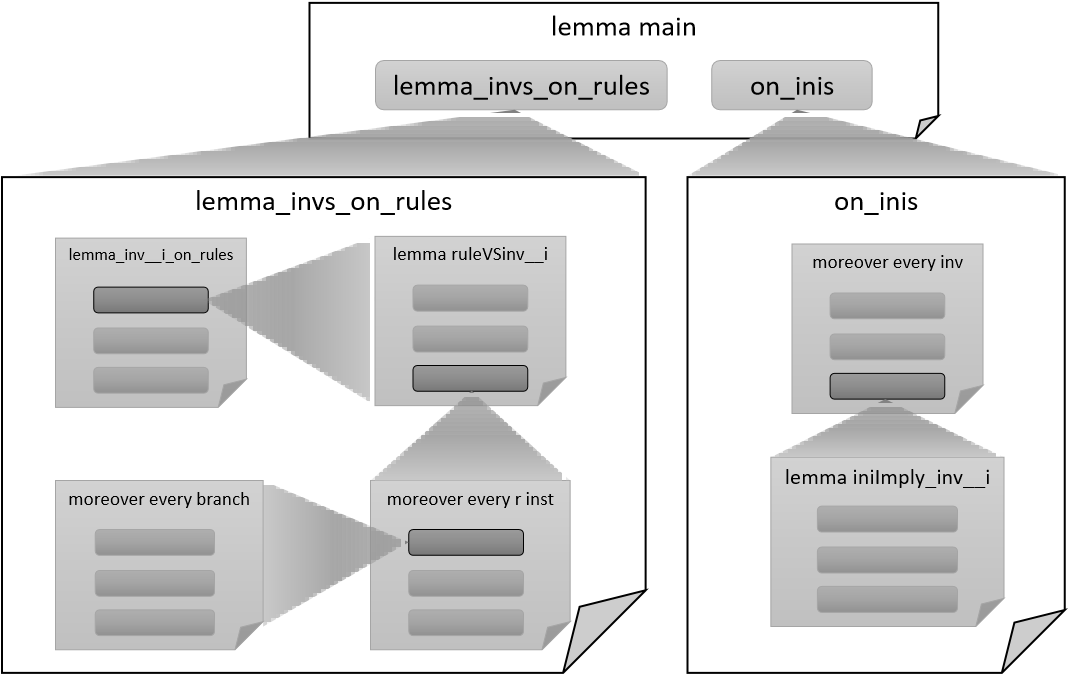 lemma main
lemma_invs_on_rules
on_inis
lemma_invs_on_rules
lemma_inv__i_on_rules
lemma ruleVSinv__i
moreover every branch
moreover every r inst
on_inis
moreover every inv
lemma iniImply_inv__i